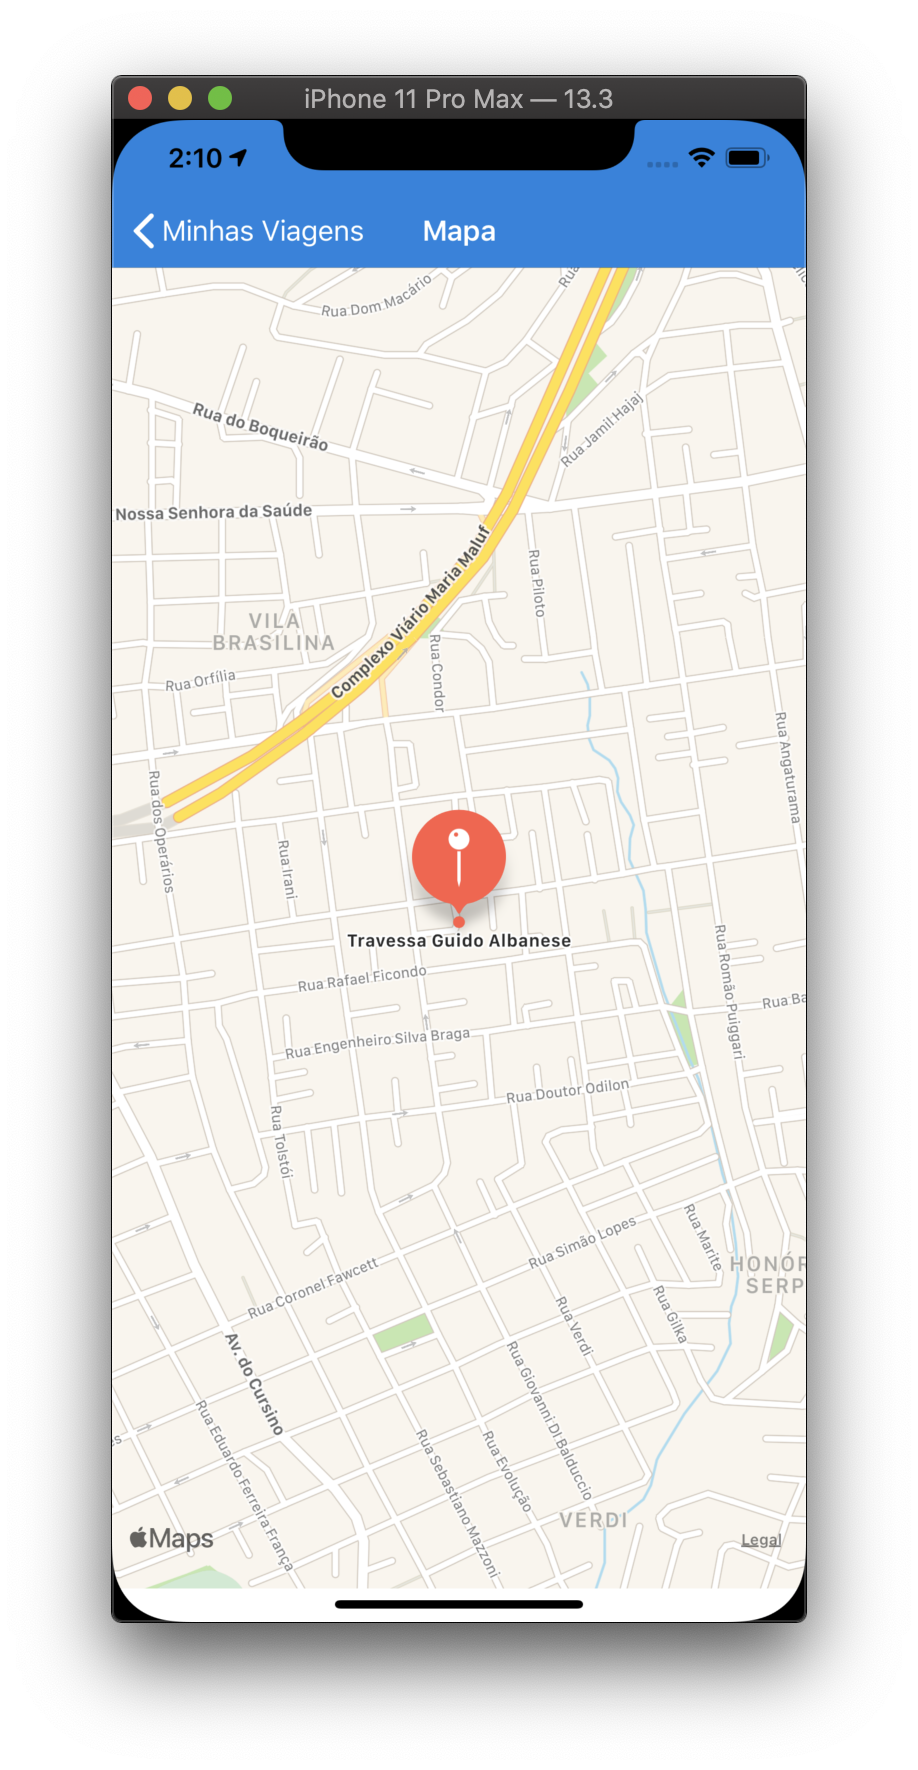 iPhone 11 Pro Max — 13.3
2:10
Minhas Viagens
Mapa
Rua Dom Macário
Rua
Rua do Boqueirão
Rua Jamil Hajaj
Nossa Senhora da Saúde
Complexo Viário Maria Maluf
Rua Piloto
VILA
BRASILINA
Rua Orfília
Rua Condor
Rua Angaturama
Rua dos Operários
Rua Irani
Travessa Guido Albanese
Rua Rafael Ficondo
Rua Romão Puiggari
Rua Ba
Rua Engenheiro Silva Braga
Rua Doutor Odilon
Rua Tolstói
Rua Simão Lopes
Rua Marite
HONÓR
SERP
Rua Coronel Fawcett
Rua Gilka
Rua Verdi
Av. do Cursino
Rua Giovanni DI Balduccio
Rua Eduardo Ferreira França
Rua Sebastiano Mazzoni
Rua Evolução
VERDI
Maps
Legal